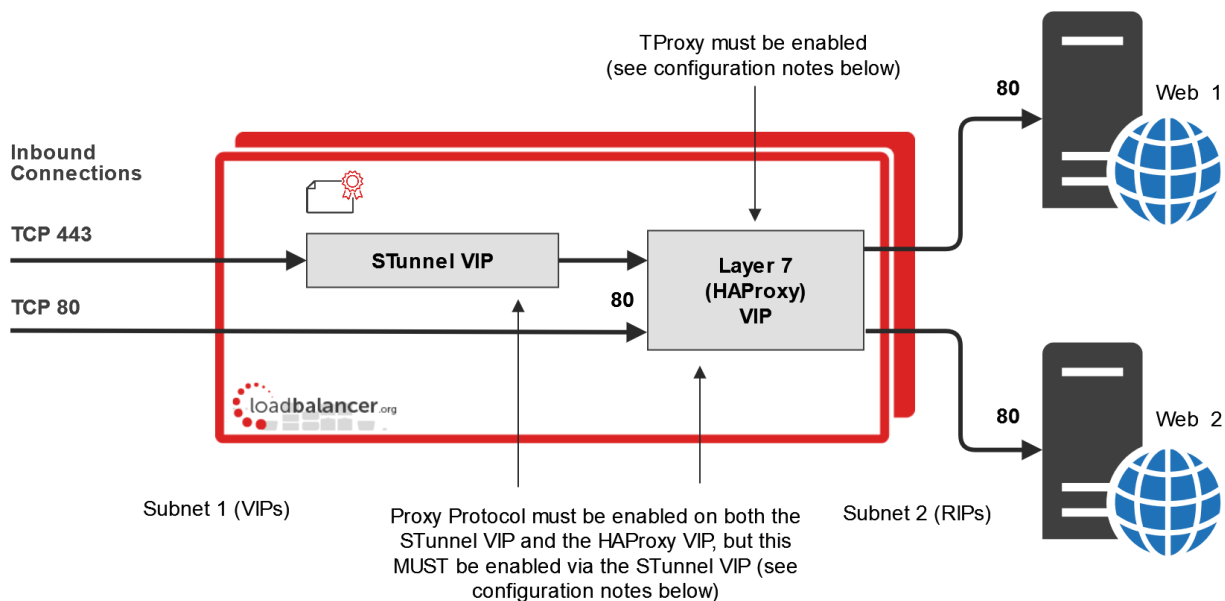 TProxy must be enabled
(see configuration notes below)
80
Web 1
Inbound
Connections
TCP 443
STunnel VIP
Layer 7
(HAProxy)
VIP
TCP 80
80
loadbalancer.org
80
Web 2
Subnet 1 (VIPs)
Proxy Protocol must be enabled on both the
STunnel VIP and the HAProxy VIP, but this
MUST be enabled via the STunnel VIP (see
configuration notes below)
Subnet 2 (RIPs)